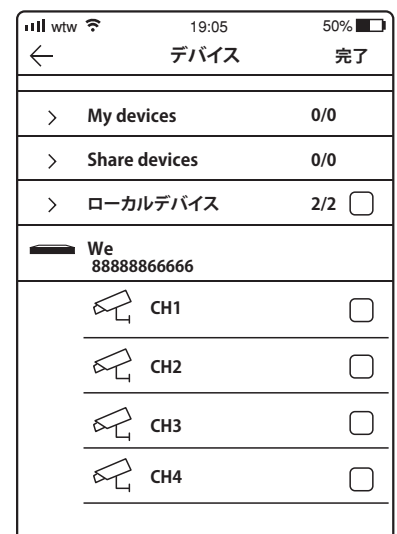 wtw 19:05 50%
デバイス 完了
My devices 0/0
Share devices 0/0
ローカルデバイス 2/2
We
88888866666
CH1
CH2
CH3
CH4